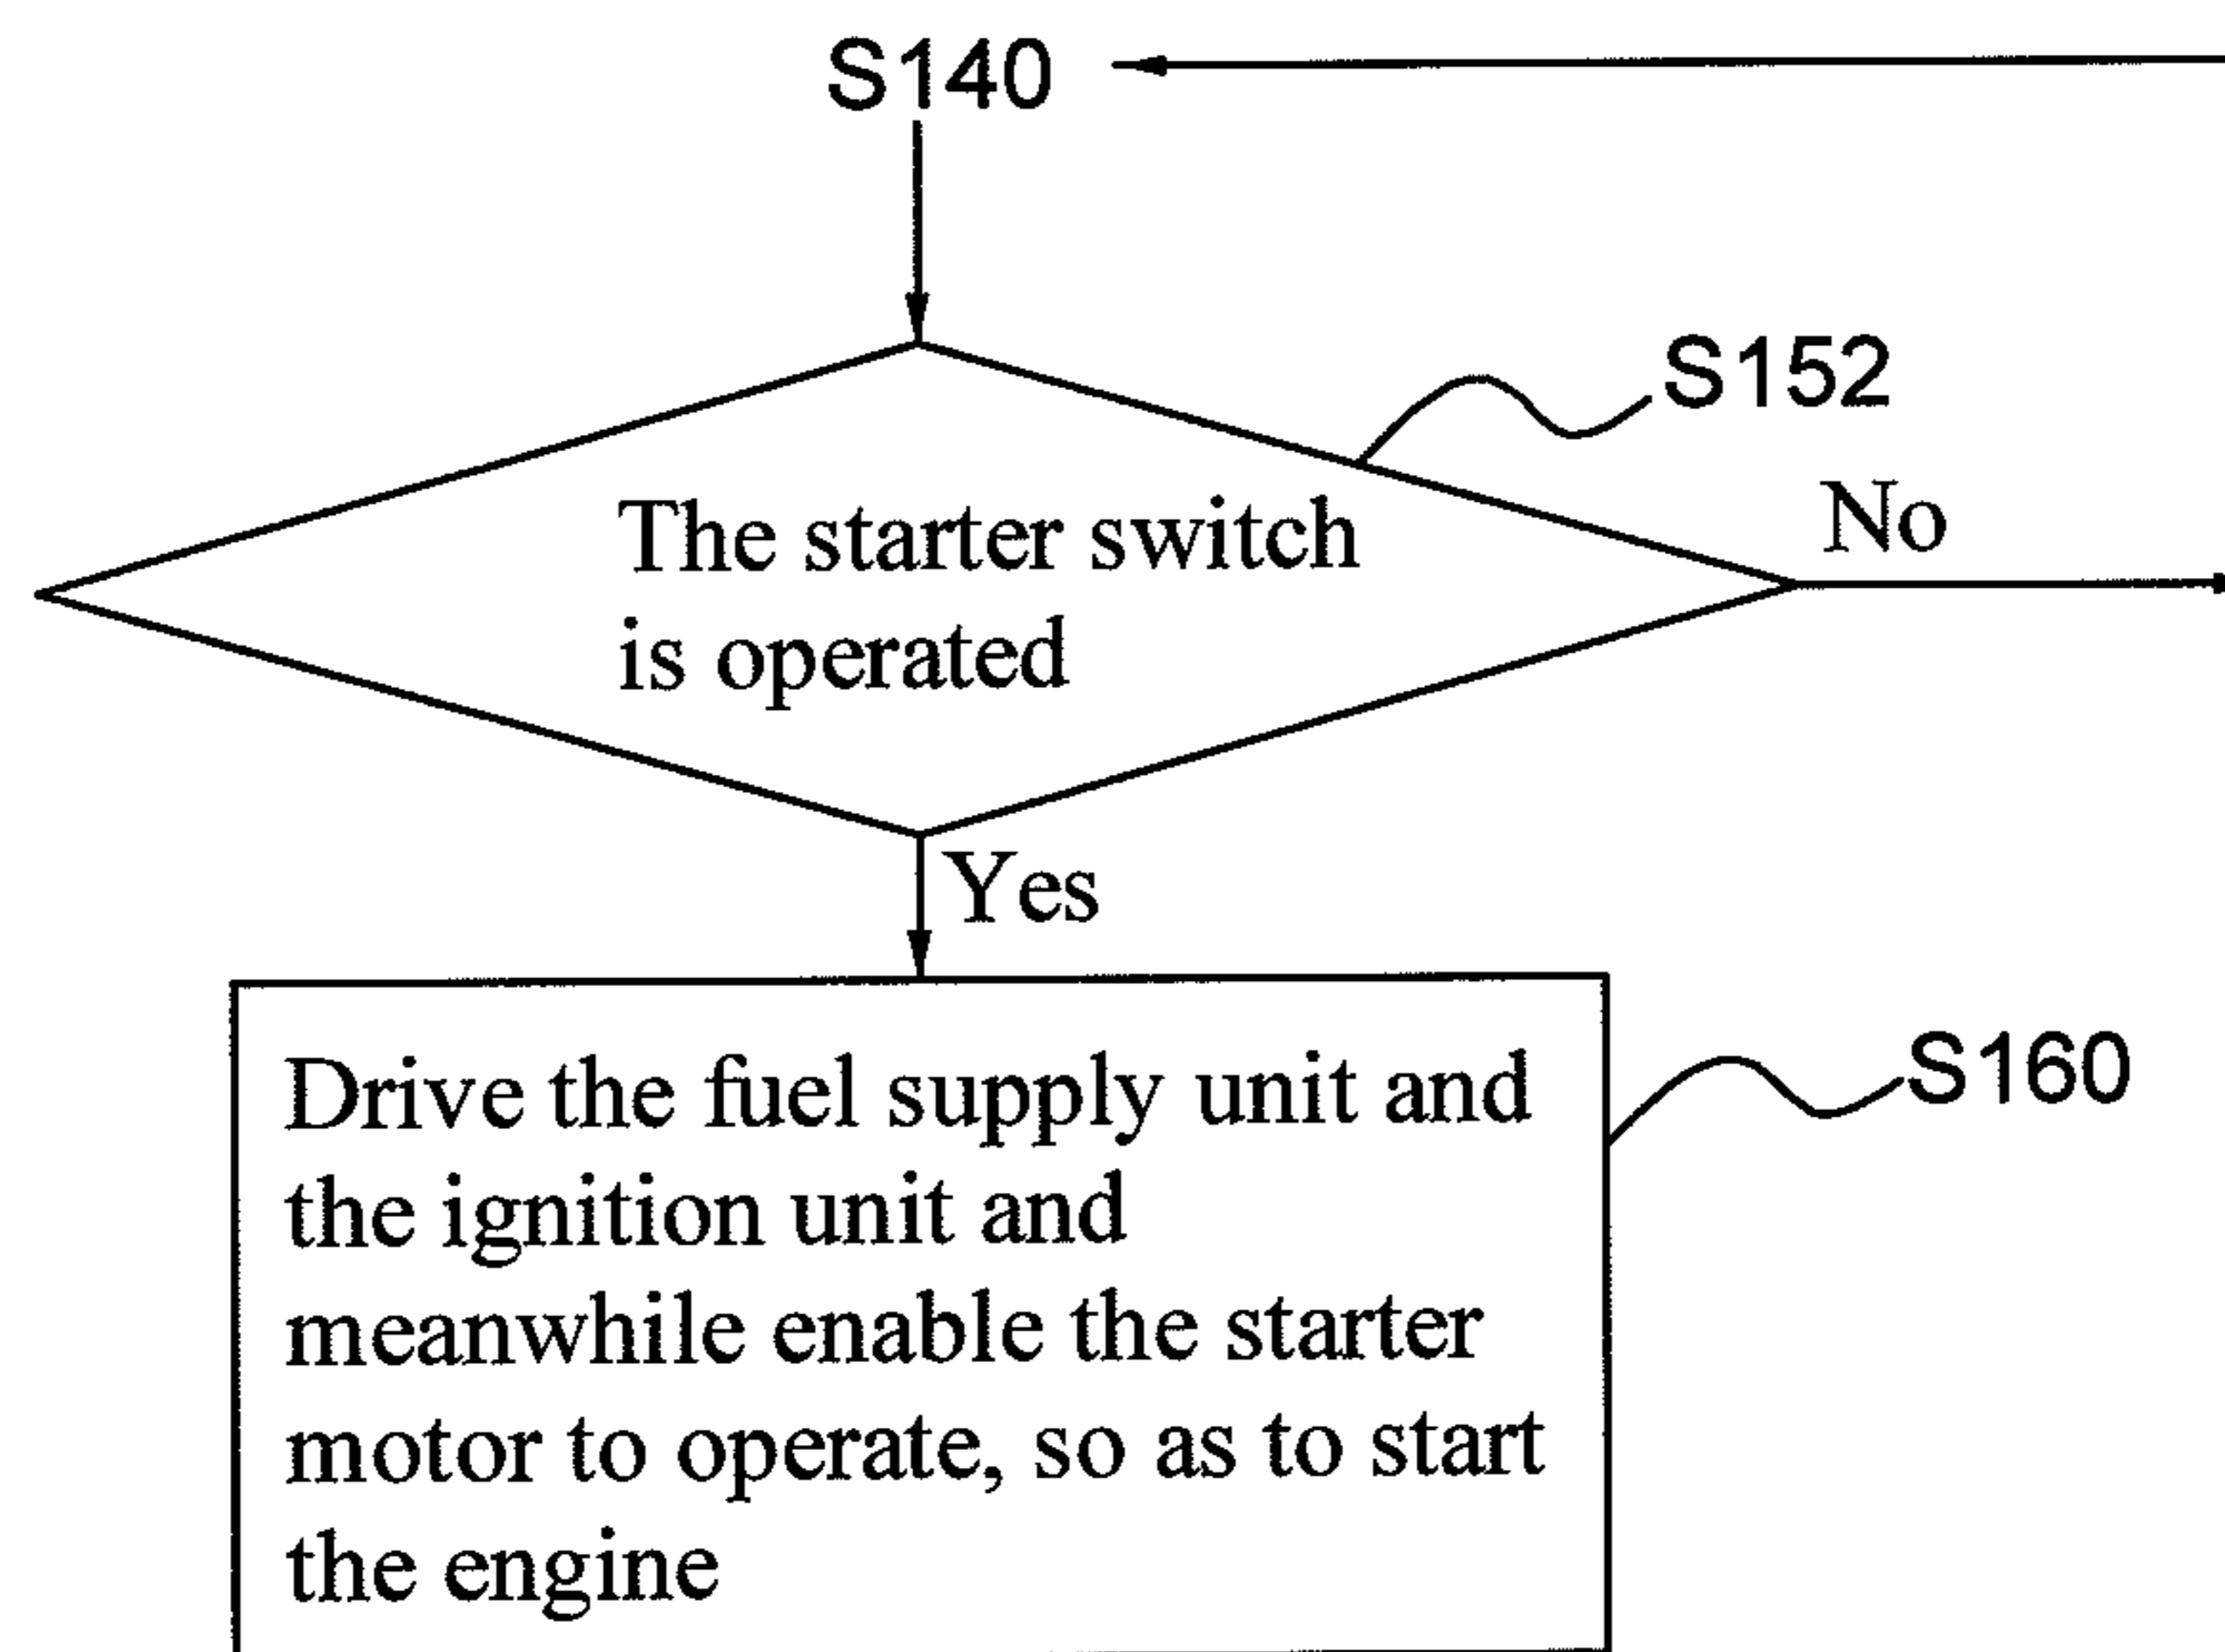 S140
S152
The starter switch
is operated
No
Yes
Drive the fuel supply unit and
the ignition unit and
meanwhile enable the starter
motor to operate, so as to start
the engine
S160